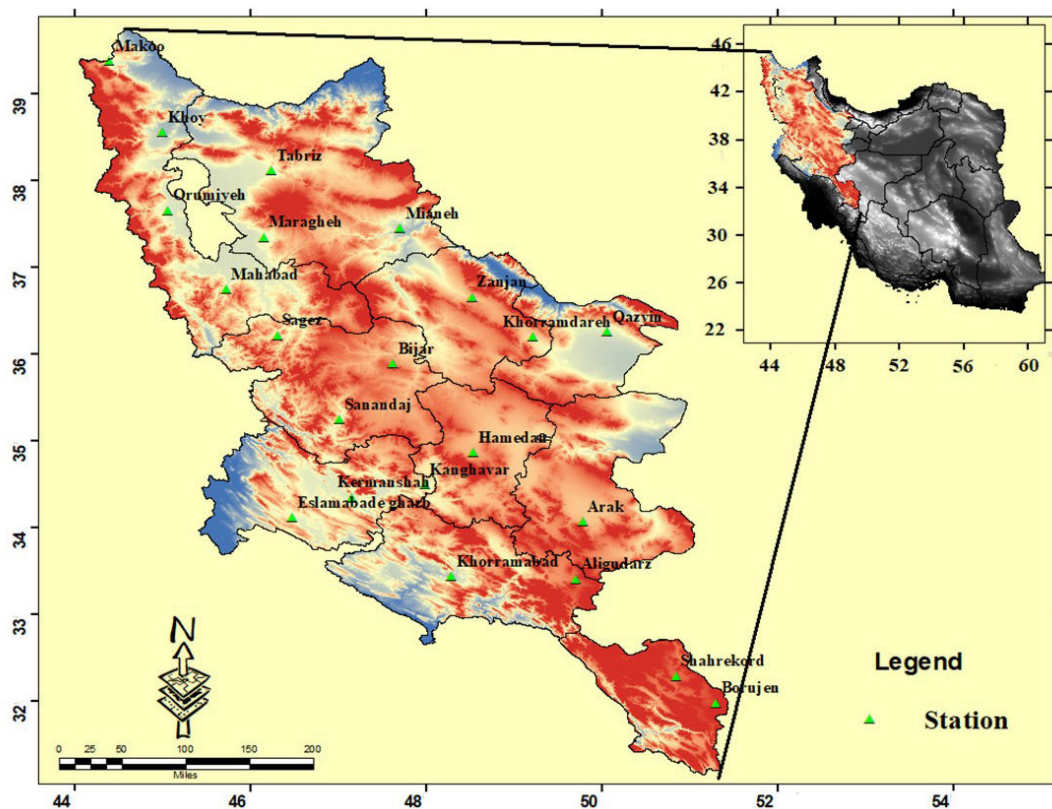 Makoo
Khoy
Tabriz
Orumiyeh
Maragheh
Mianeh
Mahabad
Zanjan
Sagez
Khorramdareh
Qazvin
Bijar
Sanandaj
Hamedan
Kanghavar
Kermanshah
Eslamabade gharb
Arak
Khorramabad
Aligudarz
Shahrekord
Borujen
39
38
37
36
35
34
33
32
44 46 48 50 52 54
46
42
38
34
30
26
22
44 48 52 56 60
N
0 25 50 100 150 200
Miles
Legend
Station